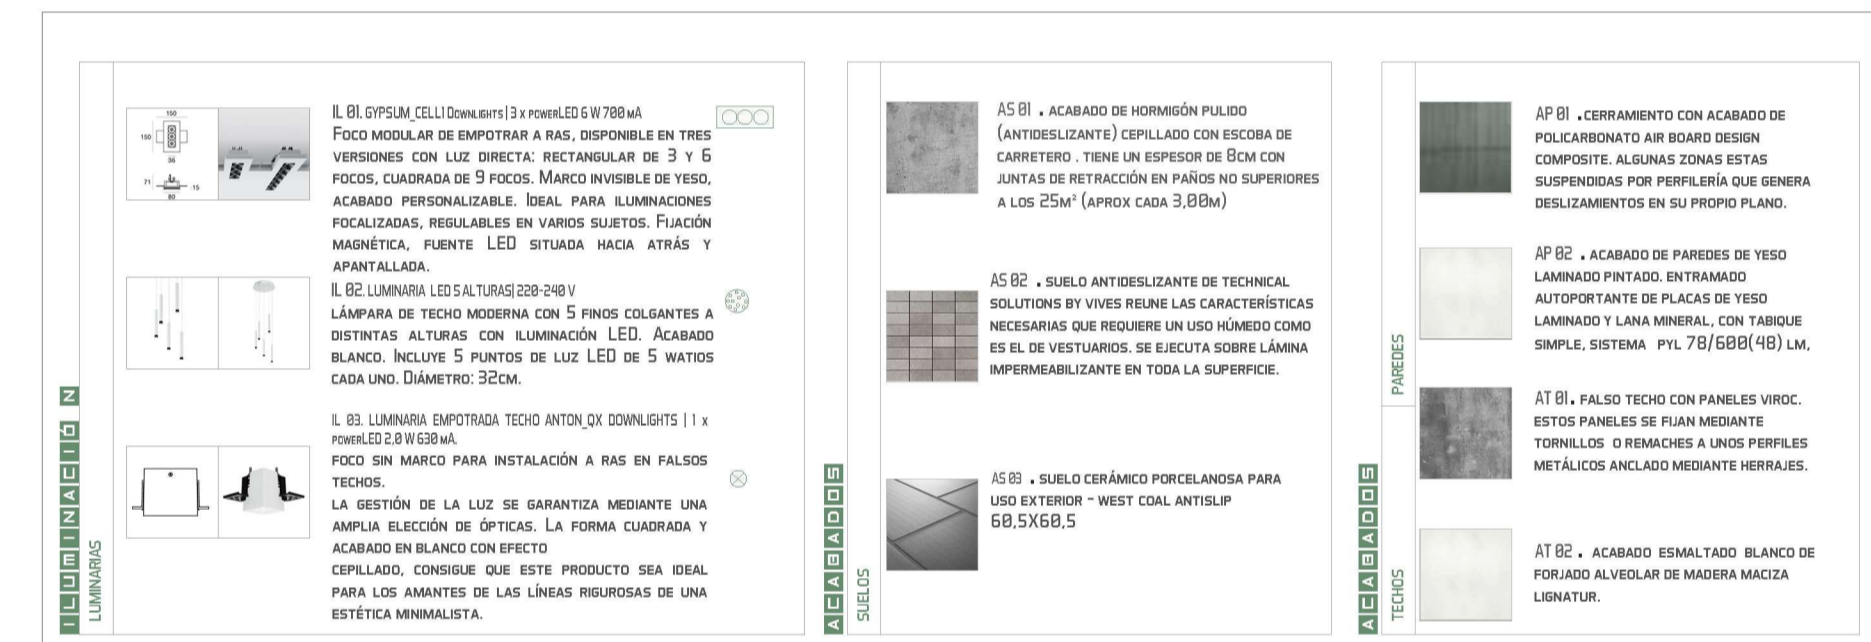 ILUMINACIÓN
LUMINARIAS
150
150
36
71
15
80
IL 01. GYPSUM_CELL1 DOWNLIGHTS | 3 X POWERLED 6 W 700 MA
FOCO MODULAR DE EMPOTRAR A RAS, DISPONIBLE EN TRES
VERSIONES CON LUZ DIRECTA: RECTANGULAR DE 3 Y 6
FOCOS, CUADRADA DE 9 FOCOS. MARCO INVISIBLE DE YESO,
ACABADO PERSONALIZABLE. IDEAL PARA ILUMINACIONES
FOCALIZADAS, REGULABLES EN VARIOS SUJETOS. FIJACIÓN
MAGNÉTICA, FUENTE LED SITUADA HACIA ATRÁS Y
APANTALLADA.
IL 02. LUMINARIA LED 5 ALTURAS| 220-240 V
LÁMPARA DE TECHO MODERNA CON 5 FINOS COLGANTES A
DISTINTAS ALTURAS CON ILUMINACIÓN LED. ACABADO
BLANCO. INCLUYE 5 PUNTOS DE LUZ LED DE 5 WATIOS
CADA UNO. DIÁMETRO: 32CM.
IL 03. LUMINARIA EMPOTRADA TECHO ANTON_QX DOWNLIGHTS | 1 X
POWERLED 2,0 W 630 MA.
FOCO SIN MARCO PARA INSTALACIÓN A RAS EN FALSOS
TECHOS.
LA GESTIÓN DE LA LUZ SE GARANTIZA MEDIANTE UNA
AMPLIA ELECCIÓN DE ÓPTICAS. LA FORMA CUADRADA Y
ACABADO EN BLANCO CON EFECTO
CEPILLADO, CONSIGUE QUE ESTE PRODUCTO SEA IDEAL
PARA LOS AMANTES DE LAS LÍNEAS RIGUROSAS DE UNA
ESTÉTICA MINIMALISTA.
ACABADOS
SUELOS
AS 01 . ACABADO DE HORMIGÓN PULIDO
(ANTIDESLIZANTE) CEPILLADO CON ESCOBA DE
CARRETERO . TIENE UN ESPESOR DE 8CM CON
JUNTAS DE RETRACCIÓN EN PAÑOS NO SUPERIORES
A LOS 25M² (APROX CADA 3,00M)
AS 02 . SUELO ANTIDESLIZANTE DE TECHNICAL
SOLUTIONS BY VIVES REUNE LAS CARACTERÍSTICAS
NECESARIAS QUE REQUIERE UN USO HÚMEDO COMO
ES EL DE VESTUARIOS. SE EJECUTA SOBRE LÁMINA
IMPERMEABILIZANTE EN TODA LA SUPERFICIE.
AS 03 . SUELO CERÁMICO PORCELANOSA PARA
USO EXTERIOR - WEST COAL ANTISLIP
60,5X60,5
ACABADOS
PAREDES
TECHOS
AP 01 .CERRAMIENTO CON ACABADO DE
POLICARBONATO AIR BOARD DESIGN
COMPOSITE. ALGUNAS ZONAS ESTAS
SUSPENDIDAS POR PERFILERÍA QUE GENERA
DESLIZAMIENTOS EN SU PROPIO PLANO.
AP 02 . ACABADO DE PAREDES DE YESO
LAMINADO PINTADO. ENTRAMADO
AUTOPORTANTE DE PLACAS DE YESO
LAMINADO Y LANA MINERAL, CON TABIQUE
SIMPLE, SISTEMA PYL 78/600(48) LM,
AT 01. FALSO TECHO CON PANELES VIROC.
ESTOS PANELES SE FIJAN MEDIANTE
TORNILLOS O REMACHES A UNOS PERFILES
METÁLICOS ANCLADO MEDIANTE HERRAJES.
AT 02 . ACABADO ESMALTADO BLANCO DE
FORJADO ALVEOLAR DE MADERA MACIZA
LIGNATUR.